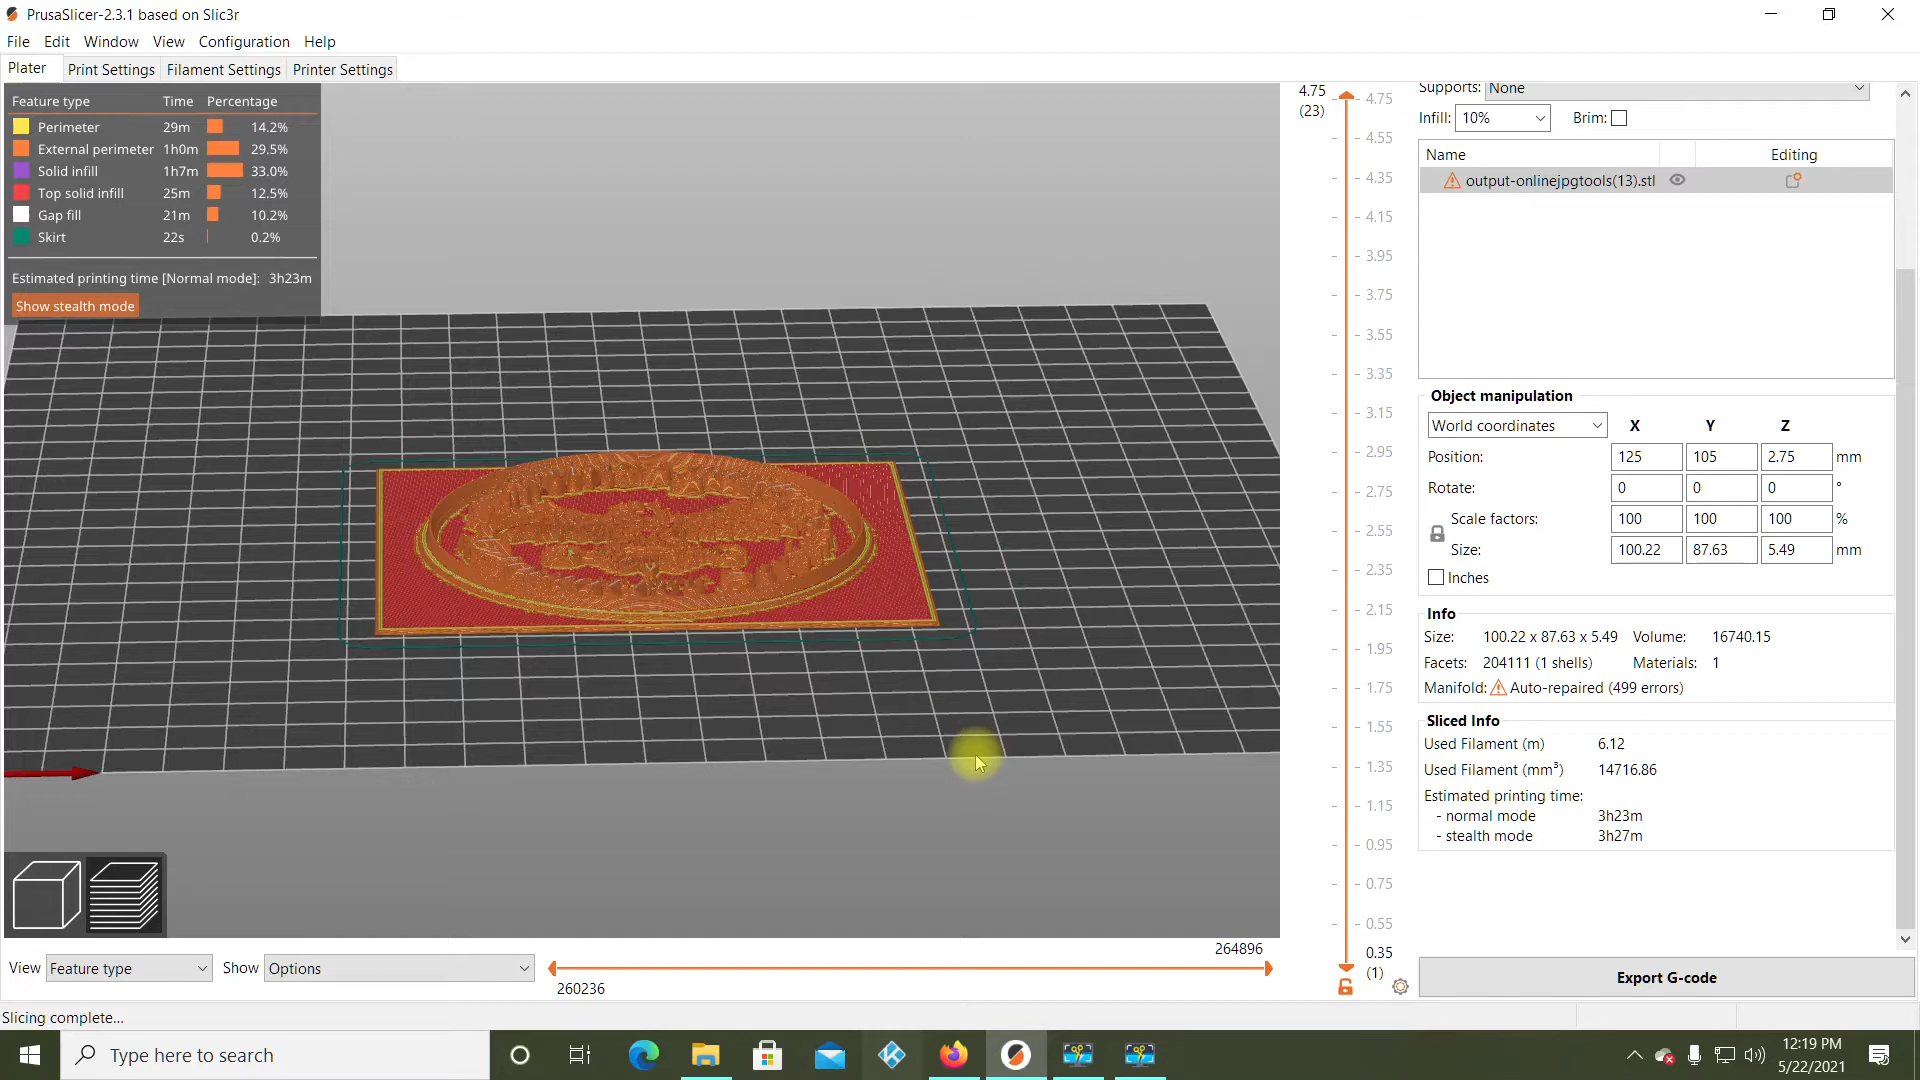 PrusaSlicer-2.3.1 based on Slic3r
File Edit Window View Configuration Help
Plater Print Settings Filament Settings Printer Settings
Feature type Time Percentage
Perimeter 29m 14.2%
External perimeter 1h0m 29.5%
Solid infill 1h7m 33.0%
Top solid infill 25m 12.5%
Gap fill 21m 10.2%
Skirt 22s 0.2%
Estimated printing time [Normal mode]: 3h23m
Show stealth mode
4.75
(23)
4.75
4.55
4.35
4.15
3.95
3.75
3.55
3.35
3.15
2.95
2.75
2.55
2.35
2.15
1.95
1.75
1.55
1.35
1.15
0.95
0.75
0.55
0.35
(1)
Supports: None
Infill: 10% Brim:
Name Editing
output-onlinejpgtools(13).stl
Object manipulation
World coordinates X Y Z
Position: 125 105 2.75 mm
Rotate: 0 0 0 °
Scale factors: 100 100 100 %
Size: 100.22 87.63 5.49 mm
Inches
Info
Size: 100.22 x 87.63 x 5.49 Volume: 16740.15
Facets: 204111 (1 shells) Materials: 1
Manifold: Auto-repaired (499 errors)
Sliced Info
Used Filament (m) 6.12
Used Filament (mm³) 14716.86
Estimated printing time:
- normal mode 3h23m
- stealth mode 3h27m
264896
View Feature type Show Options
260236
Export G-code
Slicing complete...
Type here to search
12:19 PM
5/22/2021